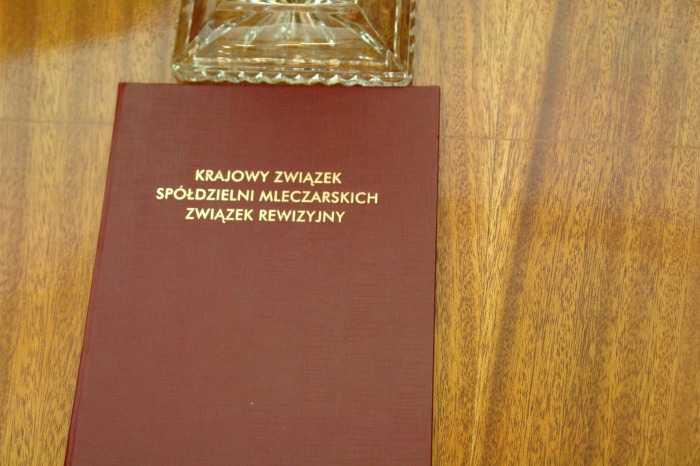 KRAJOWY ZWIĄZEK
SPÓŁDZIELNI MLECZARSKICH
ZWIĄZEK REWIZYJNY